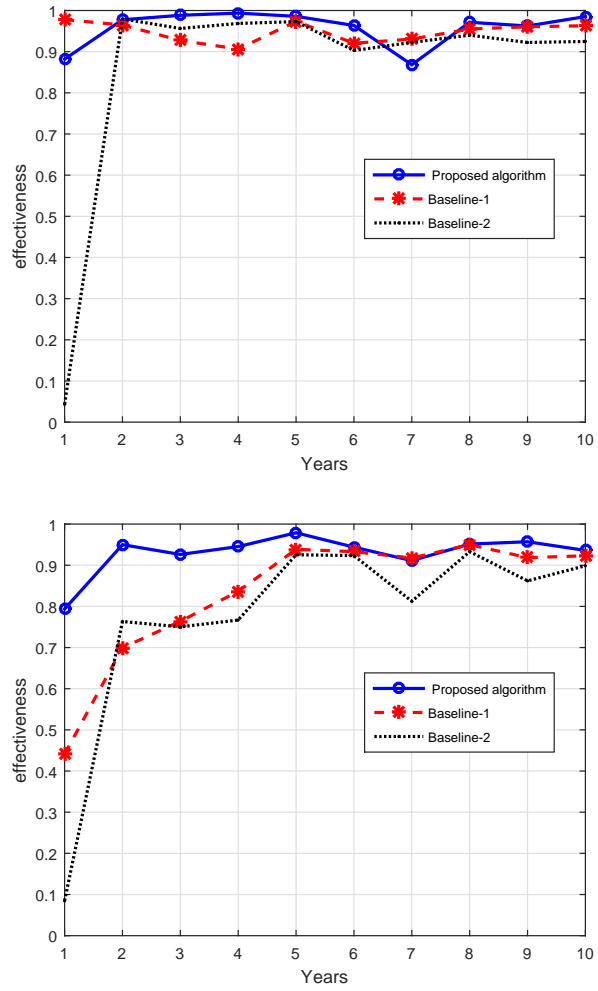 1
0.9
0.8
0.7
0.6
0.5
0.4
0.3
0.2
0.1
0
effectiveness
Proposed algorithm
Baseline-1
Baseline-2
1 2 3 4 5 6 7 8 9 10
Years
1
0.9
0.8
0.7
0.6
0.5
0.4
0.3
0.2
0.1
0
effectiveness
Proposed algorithm
Baseline-1
Baseline-2
1 2 3 4 5 6 7 8 9 10
Years